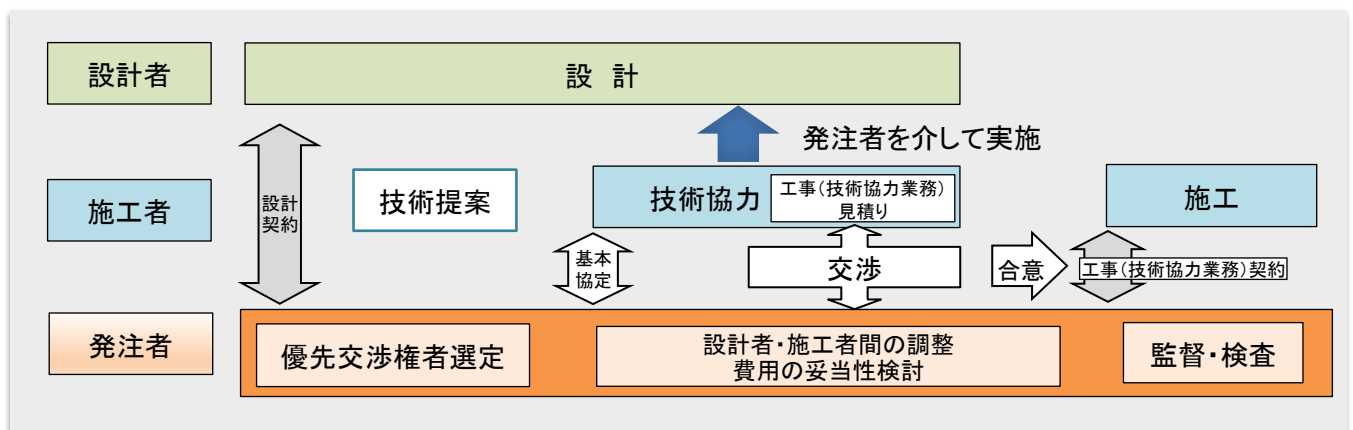 設計者
設 計
発注者を介して実施
施工者
設計
契約
技術提案
技術協力
工事(技術協力業務)
見積り
施工
基本
協定
交渉
合意
工事(技術協力業務)契約
発注者
優先交渉権者選定
設計者・施工者間の調整
費用の妥当性検討
監督・検査